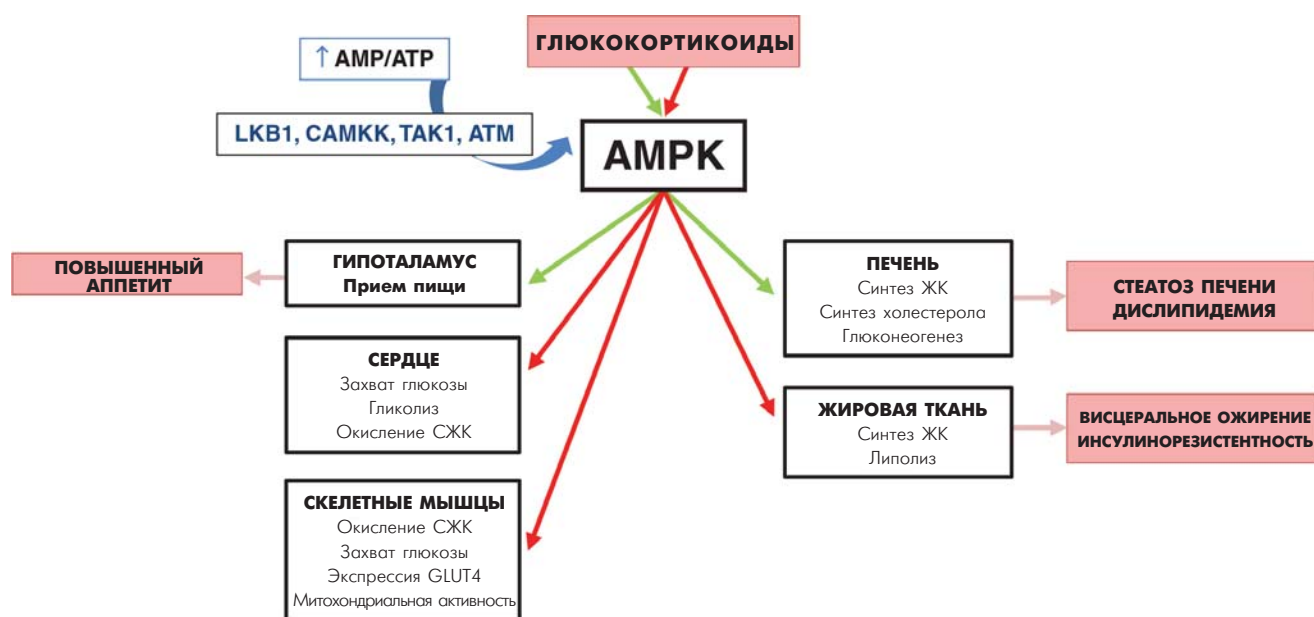 ГЛЮКОКОРТИКОИДЫ
↑ AMP/ATP
LKB1, CAMKK, TAK1, ATM
AMPK
ПОВЫШЕННЫЙ
АППЕТИТ
ГИПОТАЛАМУС
Прием пищи
СЕРДЦЕ
Захват глюкозы
Гликолиз
Окисление СЖК
СКЕЛЕТНЫЕ МЫШЦЫ
Окисление СЖК
Захват глюкозы
Экспрессия GLUT4
Митохондриальная активность
ПЕЧЕНЬ
Синтез ЖК
Синтез холестерола
Глюконеогенез
СТЕАТОЗ ПЕЧЕНИ
ДИСЛИПИДЕМИЯ
ЖИРОВАЯ ТКАНЬ
Синтез ЖК
Липолиз
ВИСЦЕРАЛЬНОЕ ОЖИРЕНИЕ
ИНСУЛИНОРЕЗИСТЕНТНОСТЬ